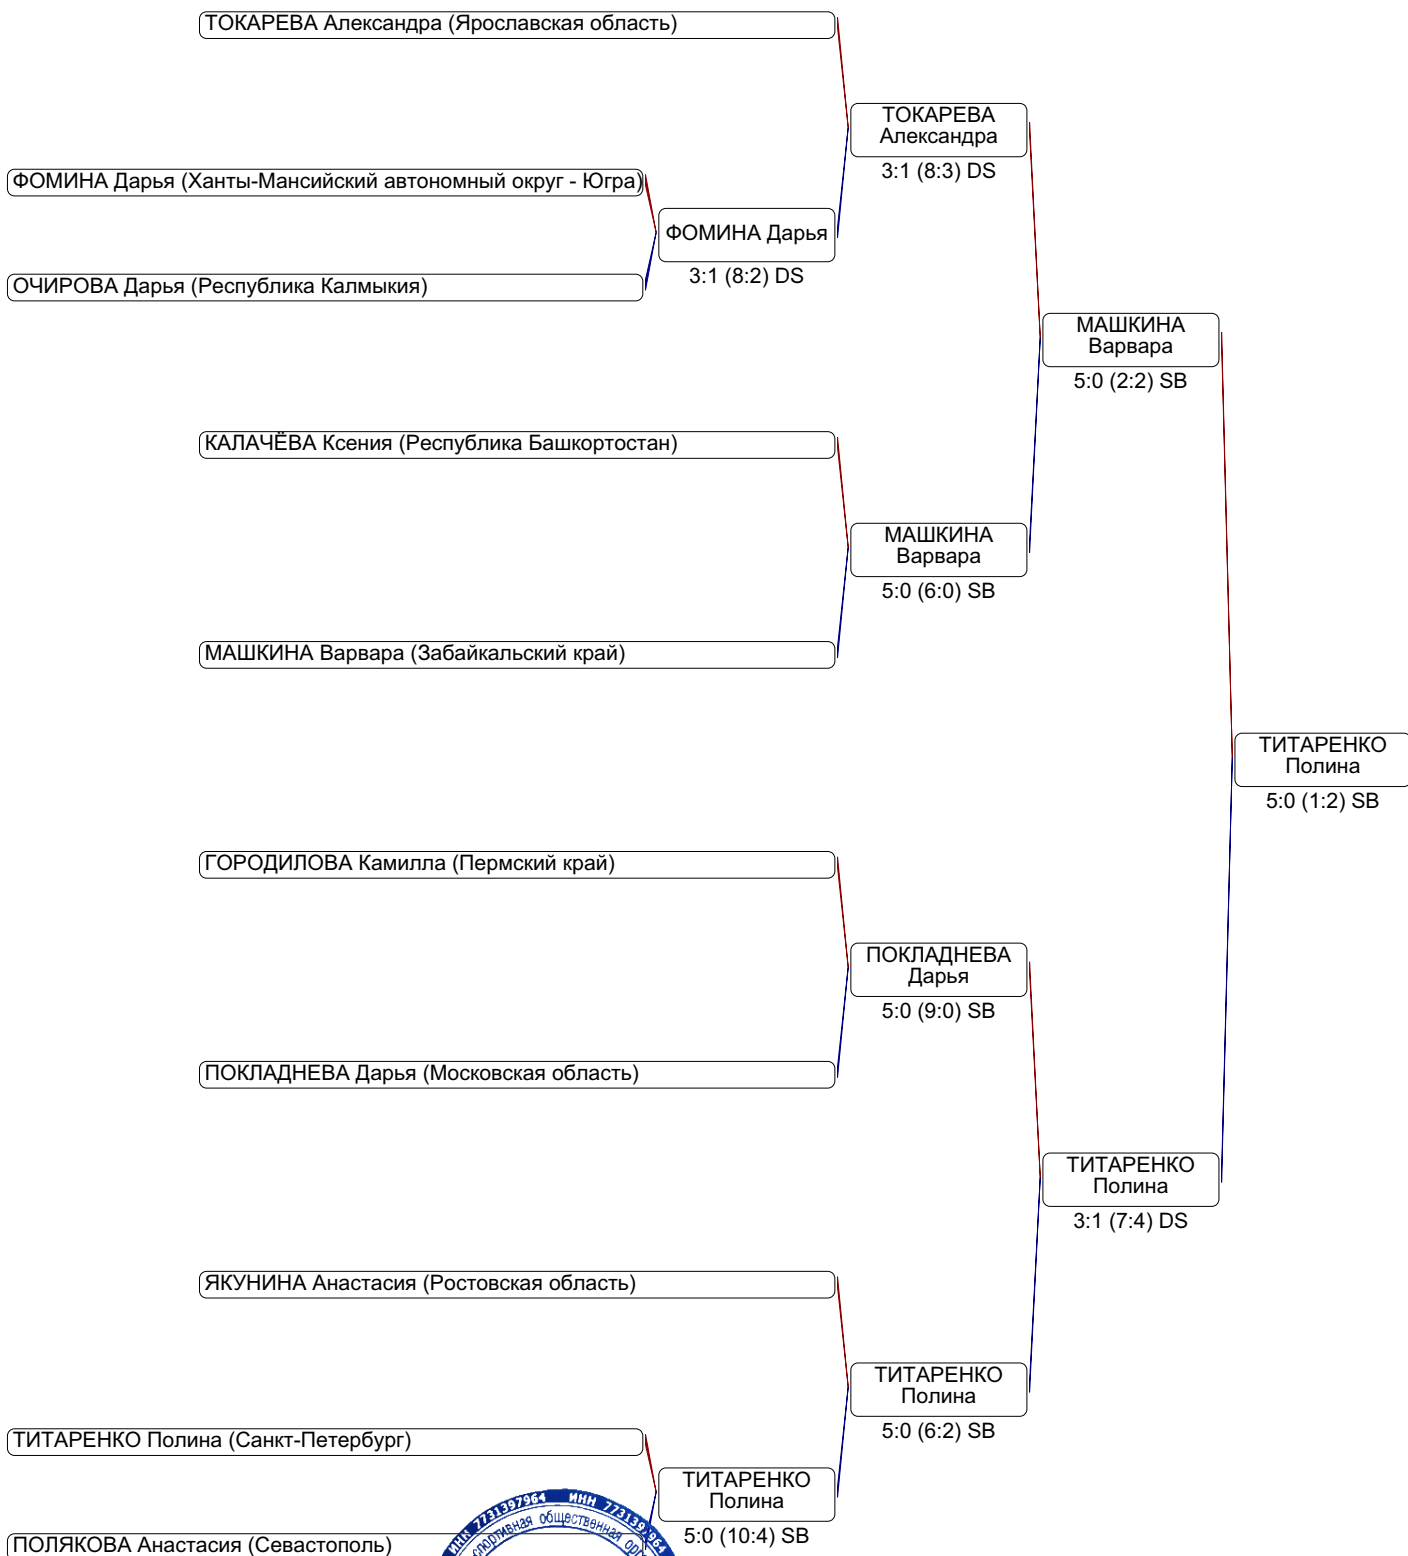 ТОКАРЕВА Александра (Ярославская область)
ТОКАРЕВА
Александра
3:1 (8:3) DS
ФОМИНА Дарья (Ханты-Мансийский автономный округ - Югра)
ФОМИНА Дарья
3:1 (8:2) DS
ОЧИРОВА Дарья (Республика Калмыкия)
МАШКИНА
Варвара
5:0 (2:2) SB
КАЛАЧЁВА Ксения (Республика Башкортостан)
МАШКИНА
Варвара
5:0 (6:0) SB
МАШКИНА Варвара (Забайкальский край)
ТИТАРЕНКО
Полина
5:0 (1:2) SB
ГОРОДИЛОВА Камилла (Пермский край)
ПОКЛАДНЕВА
Дарья
5:0 (9:0) SB
ПОКЛАДНЕВА Дарья (Московская область)
ТИТАРЕНКО
Полина
3:1 (7:4) DS
ЯКУНИНА Анастасия (Ростовская область)
ТИТАРЕНКО
Полина
5:0 (6:2) SB
ТИТАРЕНКО Полина (Санкт-Петербург)
ТИТАРЕНКО
Полина
5:0 (10:4) SB
ПОЛЯКОВА Анастасия (Севастополь)
ИНН 7731397964 ИНН 7731397964
спортивная общественная